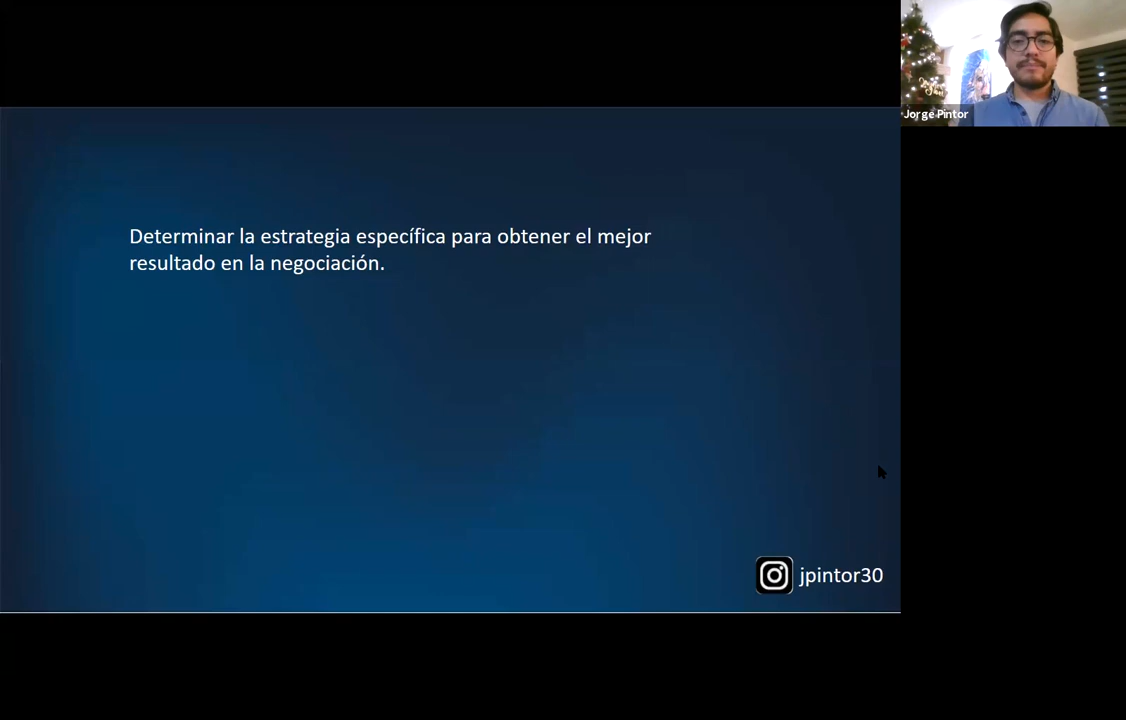 Jorge Pintor
Determinar la estrategia específica para obtener el mejor
resultado en la negociación.
jpintor30